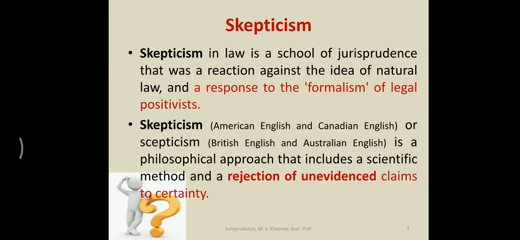 Skepticism
• Skepticism in law is a school of jurisprudence
that was a reaction against the idea of natural
law, and a response to the 'formalism' of legal
positivists.
• Skepticism (American English and Canadian English) or
scepticism (British English and Australian English) is a
philosophical approach that includes a scientific
method and a rejection of unevidenced claims
to certainty.
Jurisprudence, M. S. Khairnar, Asst. Prof.
7